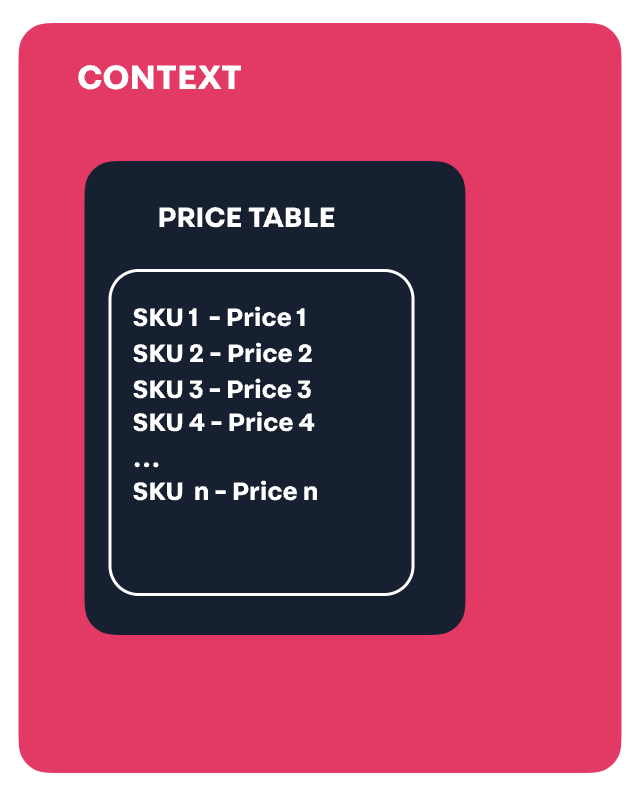 CONTEXT
PRICE TABLE
SKU 1 - Price 1
SKU 2 - Price 2
SKU 3 - Price 3
SKU 4 - Price 4
...
SKU n - Price n